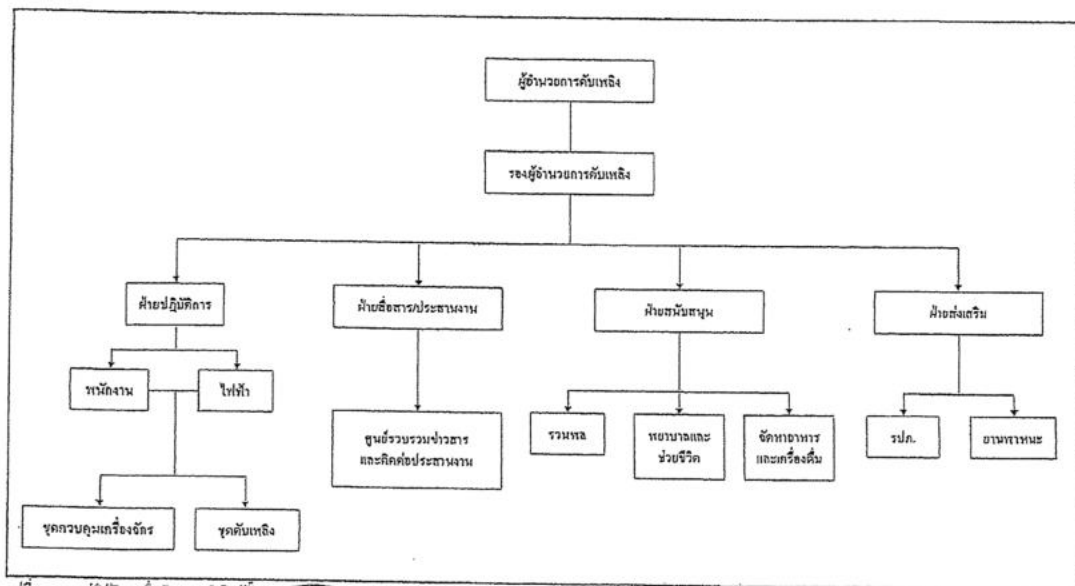 ผู้อำนวยการดับเพลิง
รองผู้อำนวยการดับเพลิง
ฝ่ายปฏิบัติการ
ฝ่ายสื่อสาร/ประสานงาน
ฝ่ายสนับสนุน
ฝ่ายส่งเสริม
พนักงาน
ไฟฟ้า
ศูนย์รวบรวมข่าวสาร
และติดต่อประสานงาน
รวมพล
พยาบาลและ
ช่วยชีวิต
จัดหาอาหาร
และเครื่องดื่ม
รปภ.
ยานพาหนะ
ชุดควบคุมเครื่องจักร
ชุดดับเพลิง